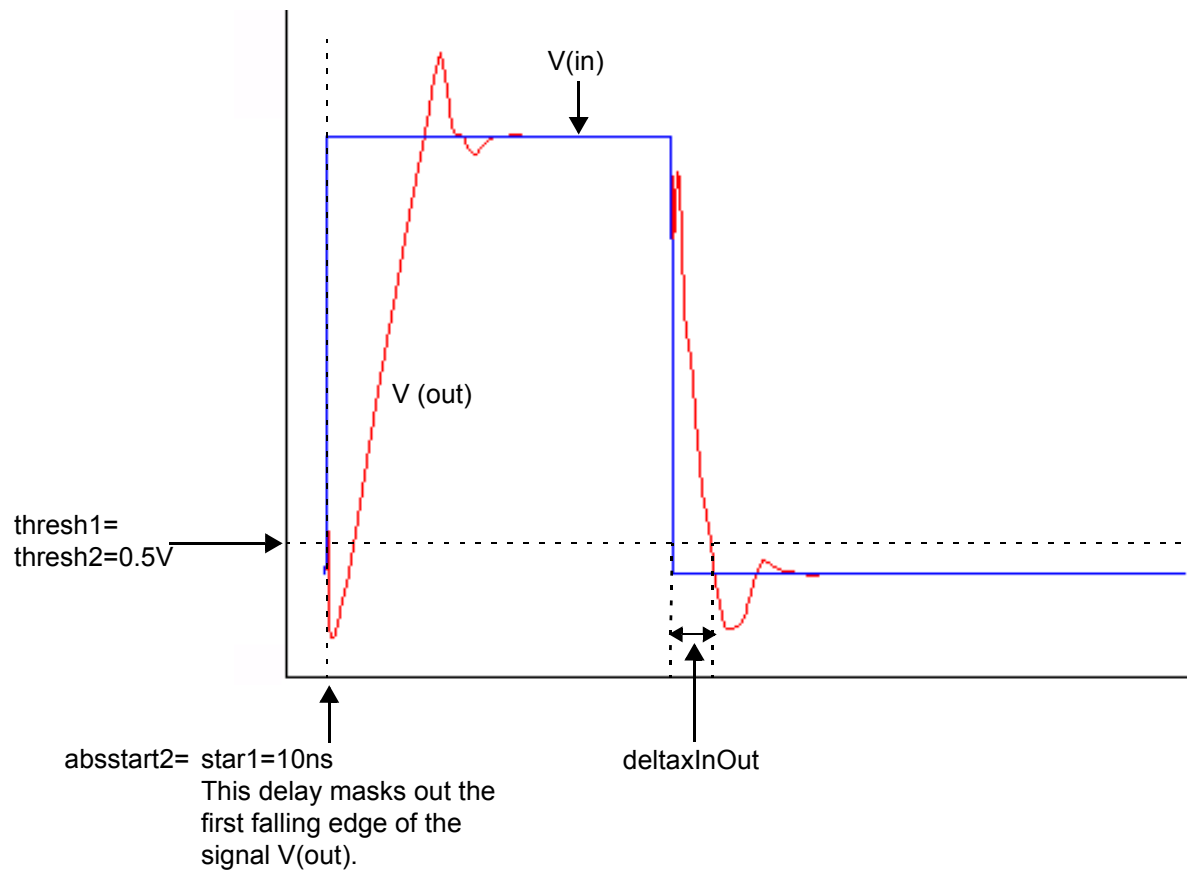 V(in)
V (out)
thresh1=
thresh2=0.5V
absstart2= star1=10ns
This delay masks out the
first falling edge of the
signal V(out).
deltaxInOut